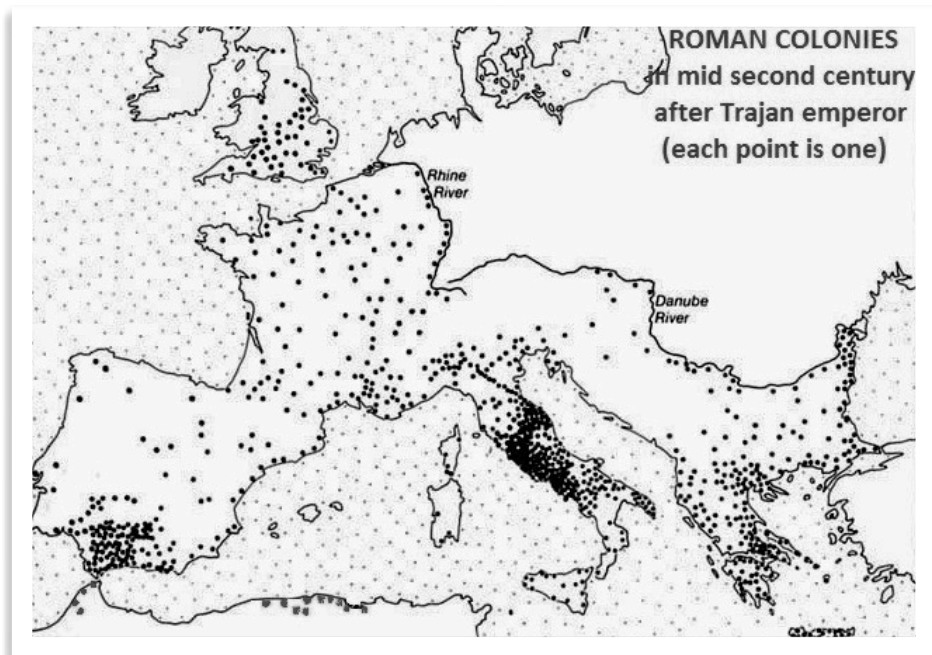 ROMAN COLONIES
in mid second century
after Trajan emperor
(each point is one)
Rhine
River
Danube
River